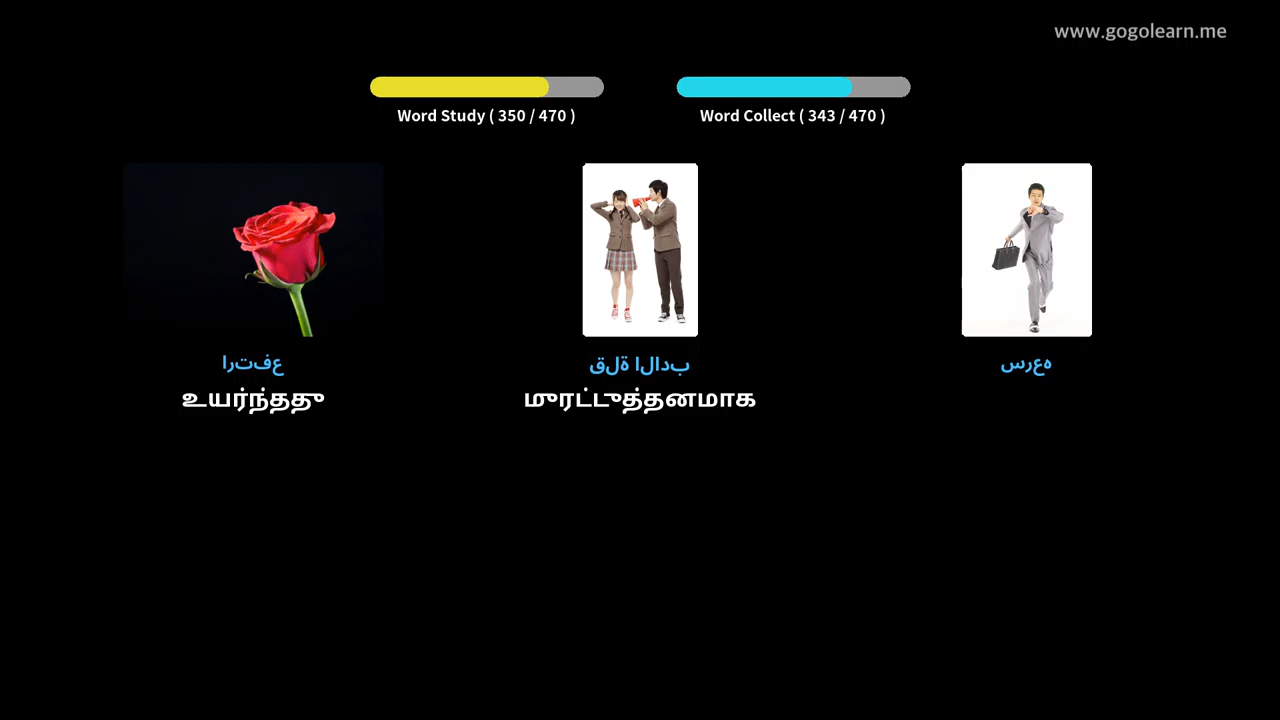 www.gogolearn.me
Word Study ( 350 / 470 )
Word Collect ( 343 / 470 )
ارتفع
قلة الادب
سرعه
உயர்ந்தது
முரட்டுத்தனமாக